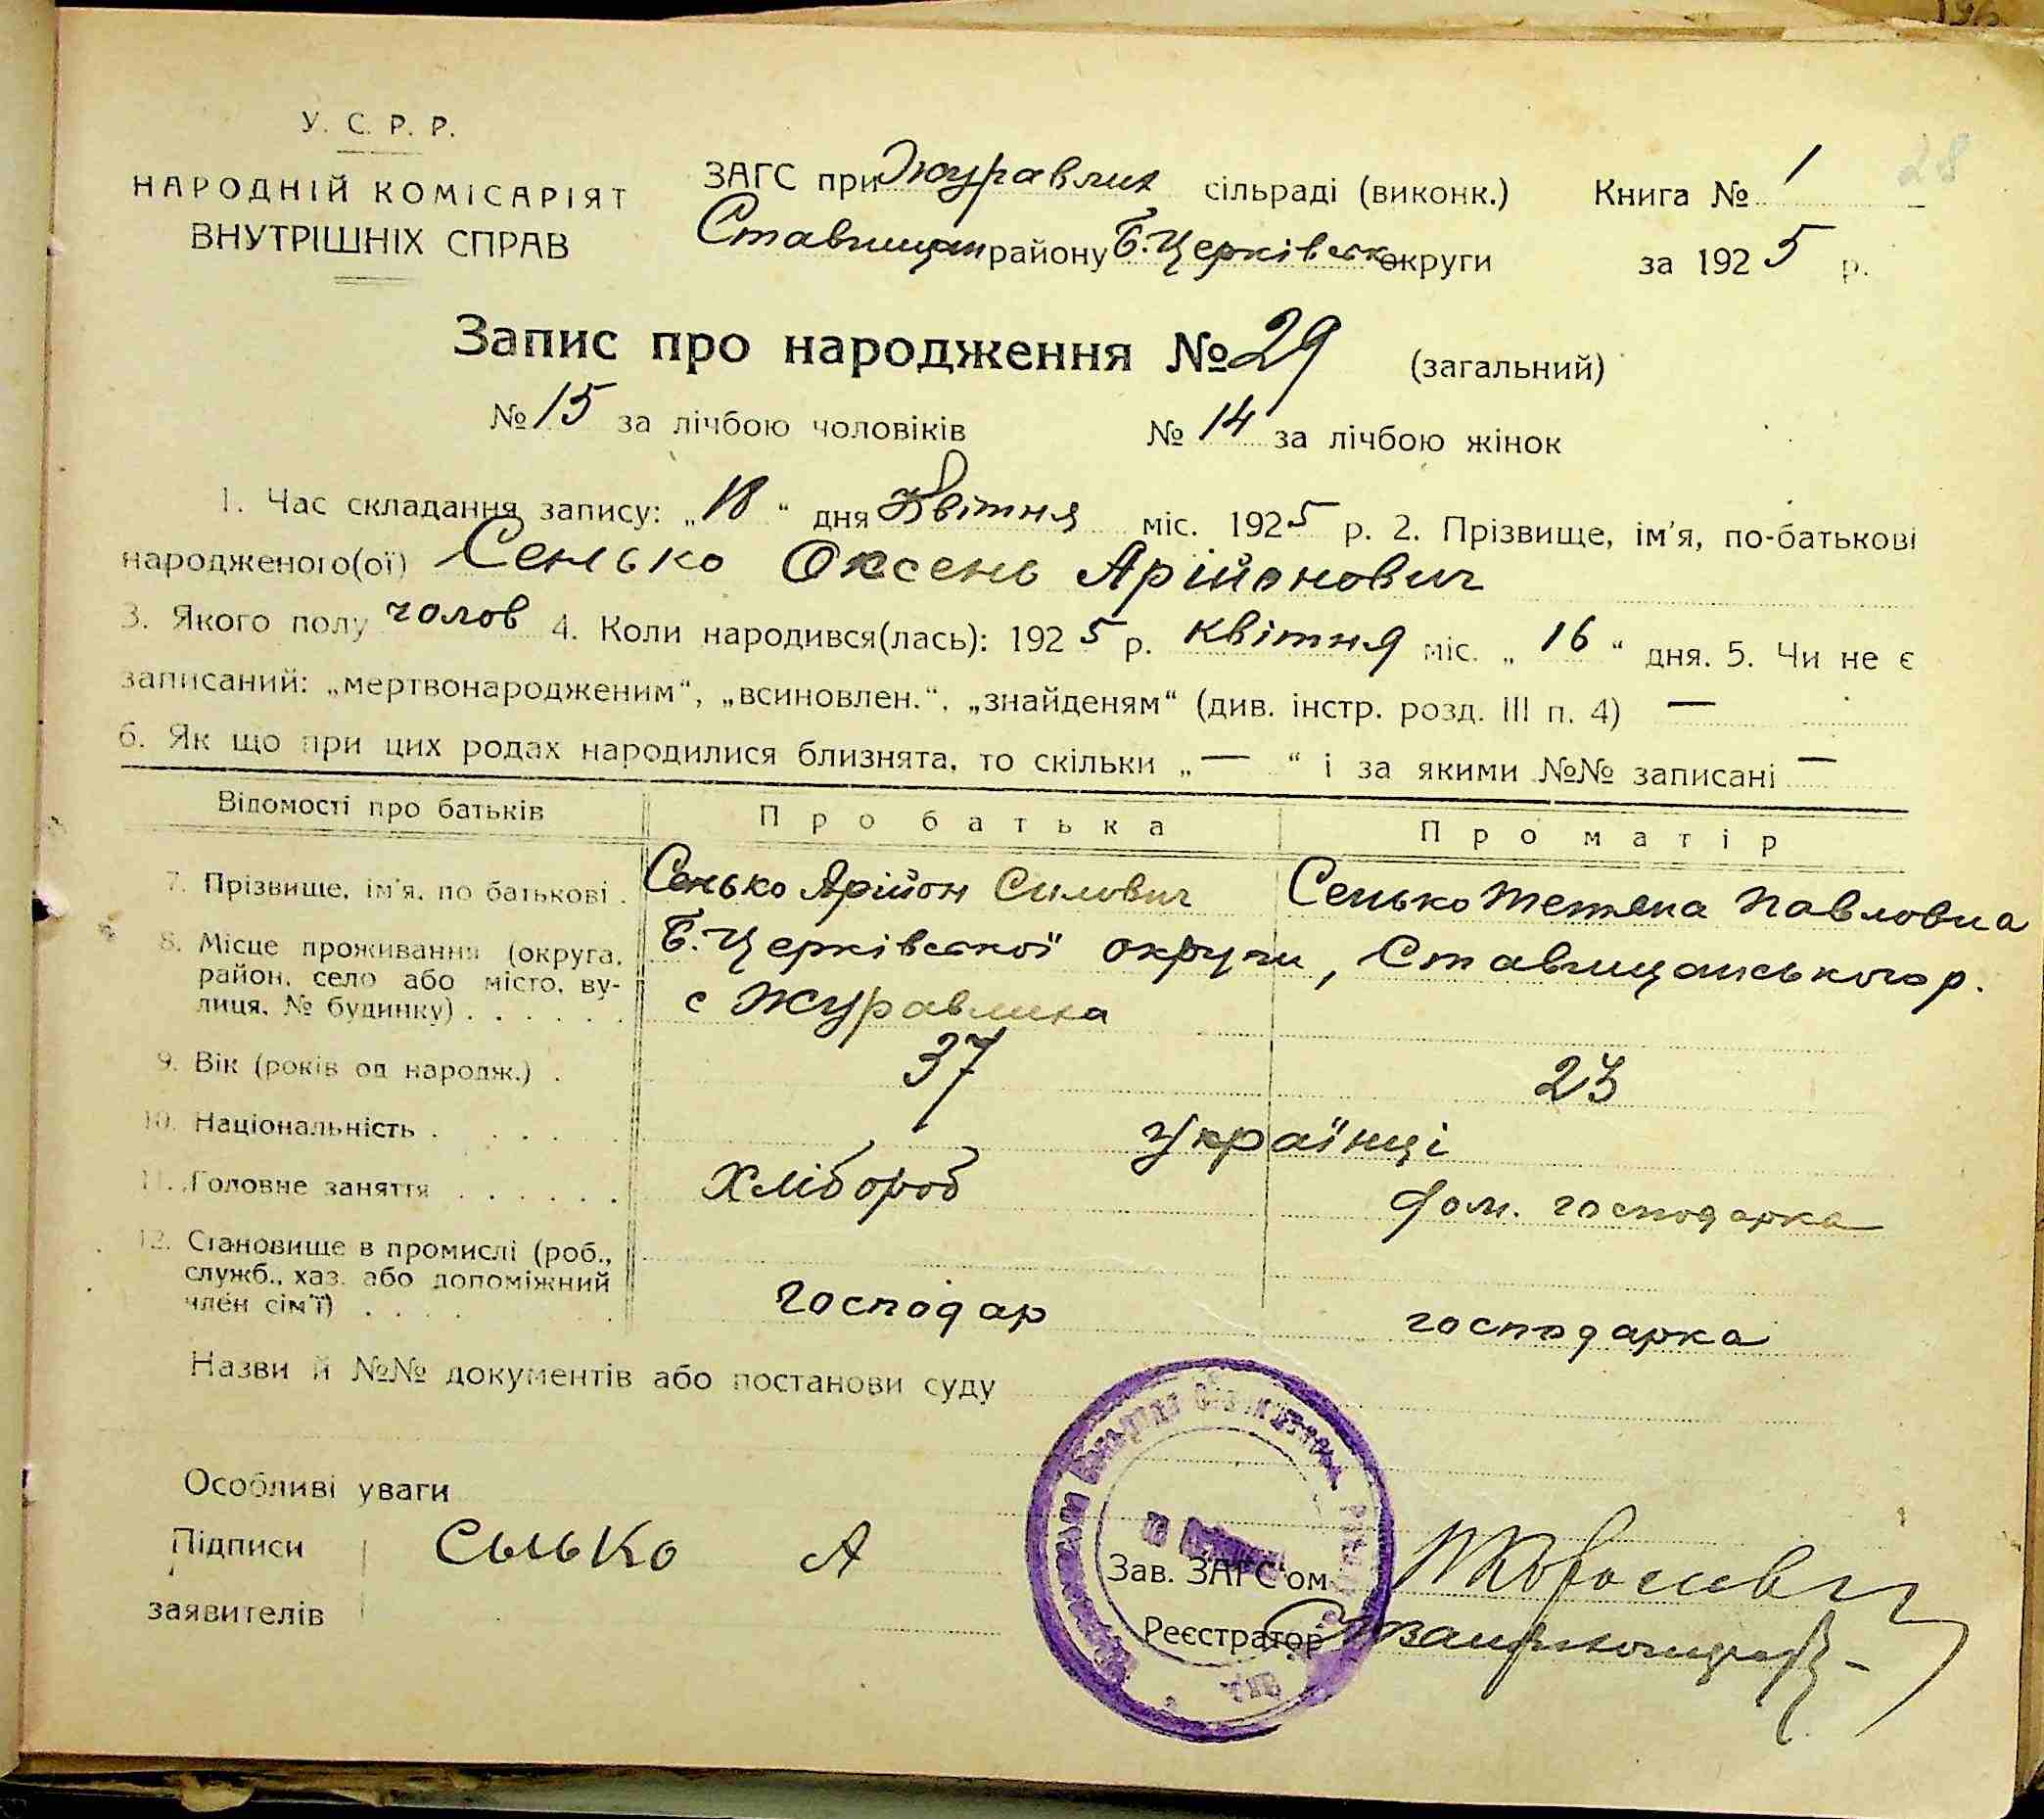 196
У. С. Р. Р.
28
НАРОДНІЙ КОМІСАРІЯТ
ВНУТРІШНІХ СПРАВ
ЗАГС при Журавлих сільраді (виконк.) Книга № 1
Ставищан району Б.Церківськ округи за 1925 р.
Запис про народження № 29 (загальний)
№ 15 за лічбою чоловіків № 14 за лічбою жінок
1. Час складання запису: „18“ дня Квітня міс. 1925 р. 2. Прізвище, ім'я, по-батькові
народженого(ої) Сенько Оксень Арійонович
3. Якого полу чолов 4. Коли народився(лась): 1925 р. квітня міс. „16“ дня. 5. Чи не є
записаний: „мертвонародженим“, „всиновлен.“, „знайденям“ (див. інстр. розд. III п. 4) —
6. Як що при цих родах народилися близнята, то скільки „—“ і за якими №№ записані —
Відомості про батьків Про батька Про матір
7. Прізвище, ім'я, по батькові . Сенько Арійон Силович Сенько Тетяна Павловна
8. Місце проживання (округа, Б.Церківської округи, Ставищанського р.
район, село або місто, ву-
лиця, № будинку) . . . . . . с Журавлиха
9. Вік (років од народж.) . 37 23
10. Національність . . . . . Українці
11. Головне заняття . . . . . . Хлібороб дом. господарка
12. Становище в промислі (роб.,
служб., хаз. або допоміжний
член сім'ї) . . . . господар господарка
Назви й №№ документів або постанови суду
Особливі уваги
Підписи сынько А
заявителів
Зав. ЗАГС'ом
Реєстратор